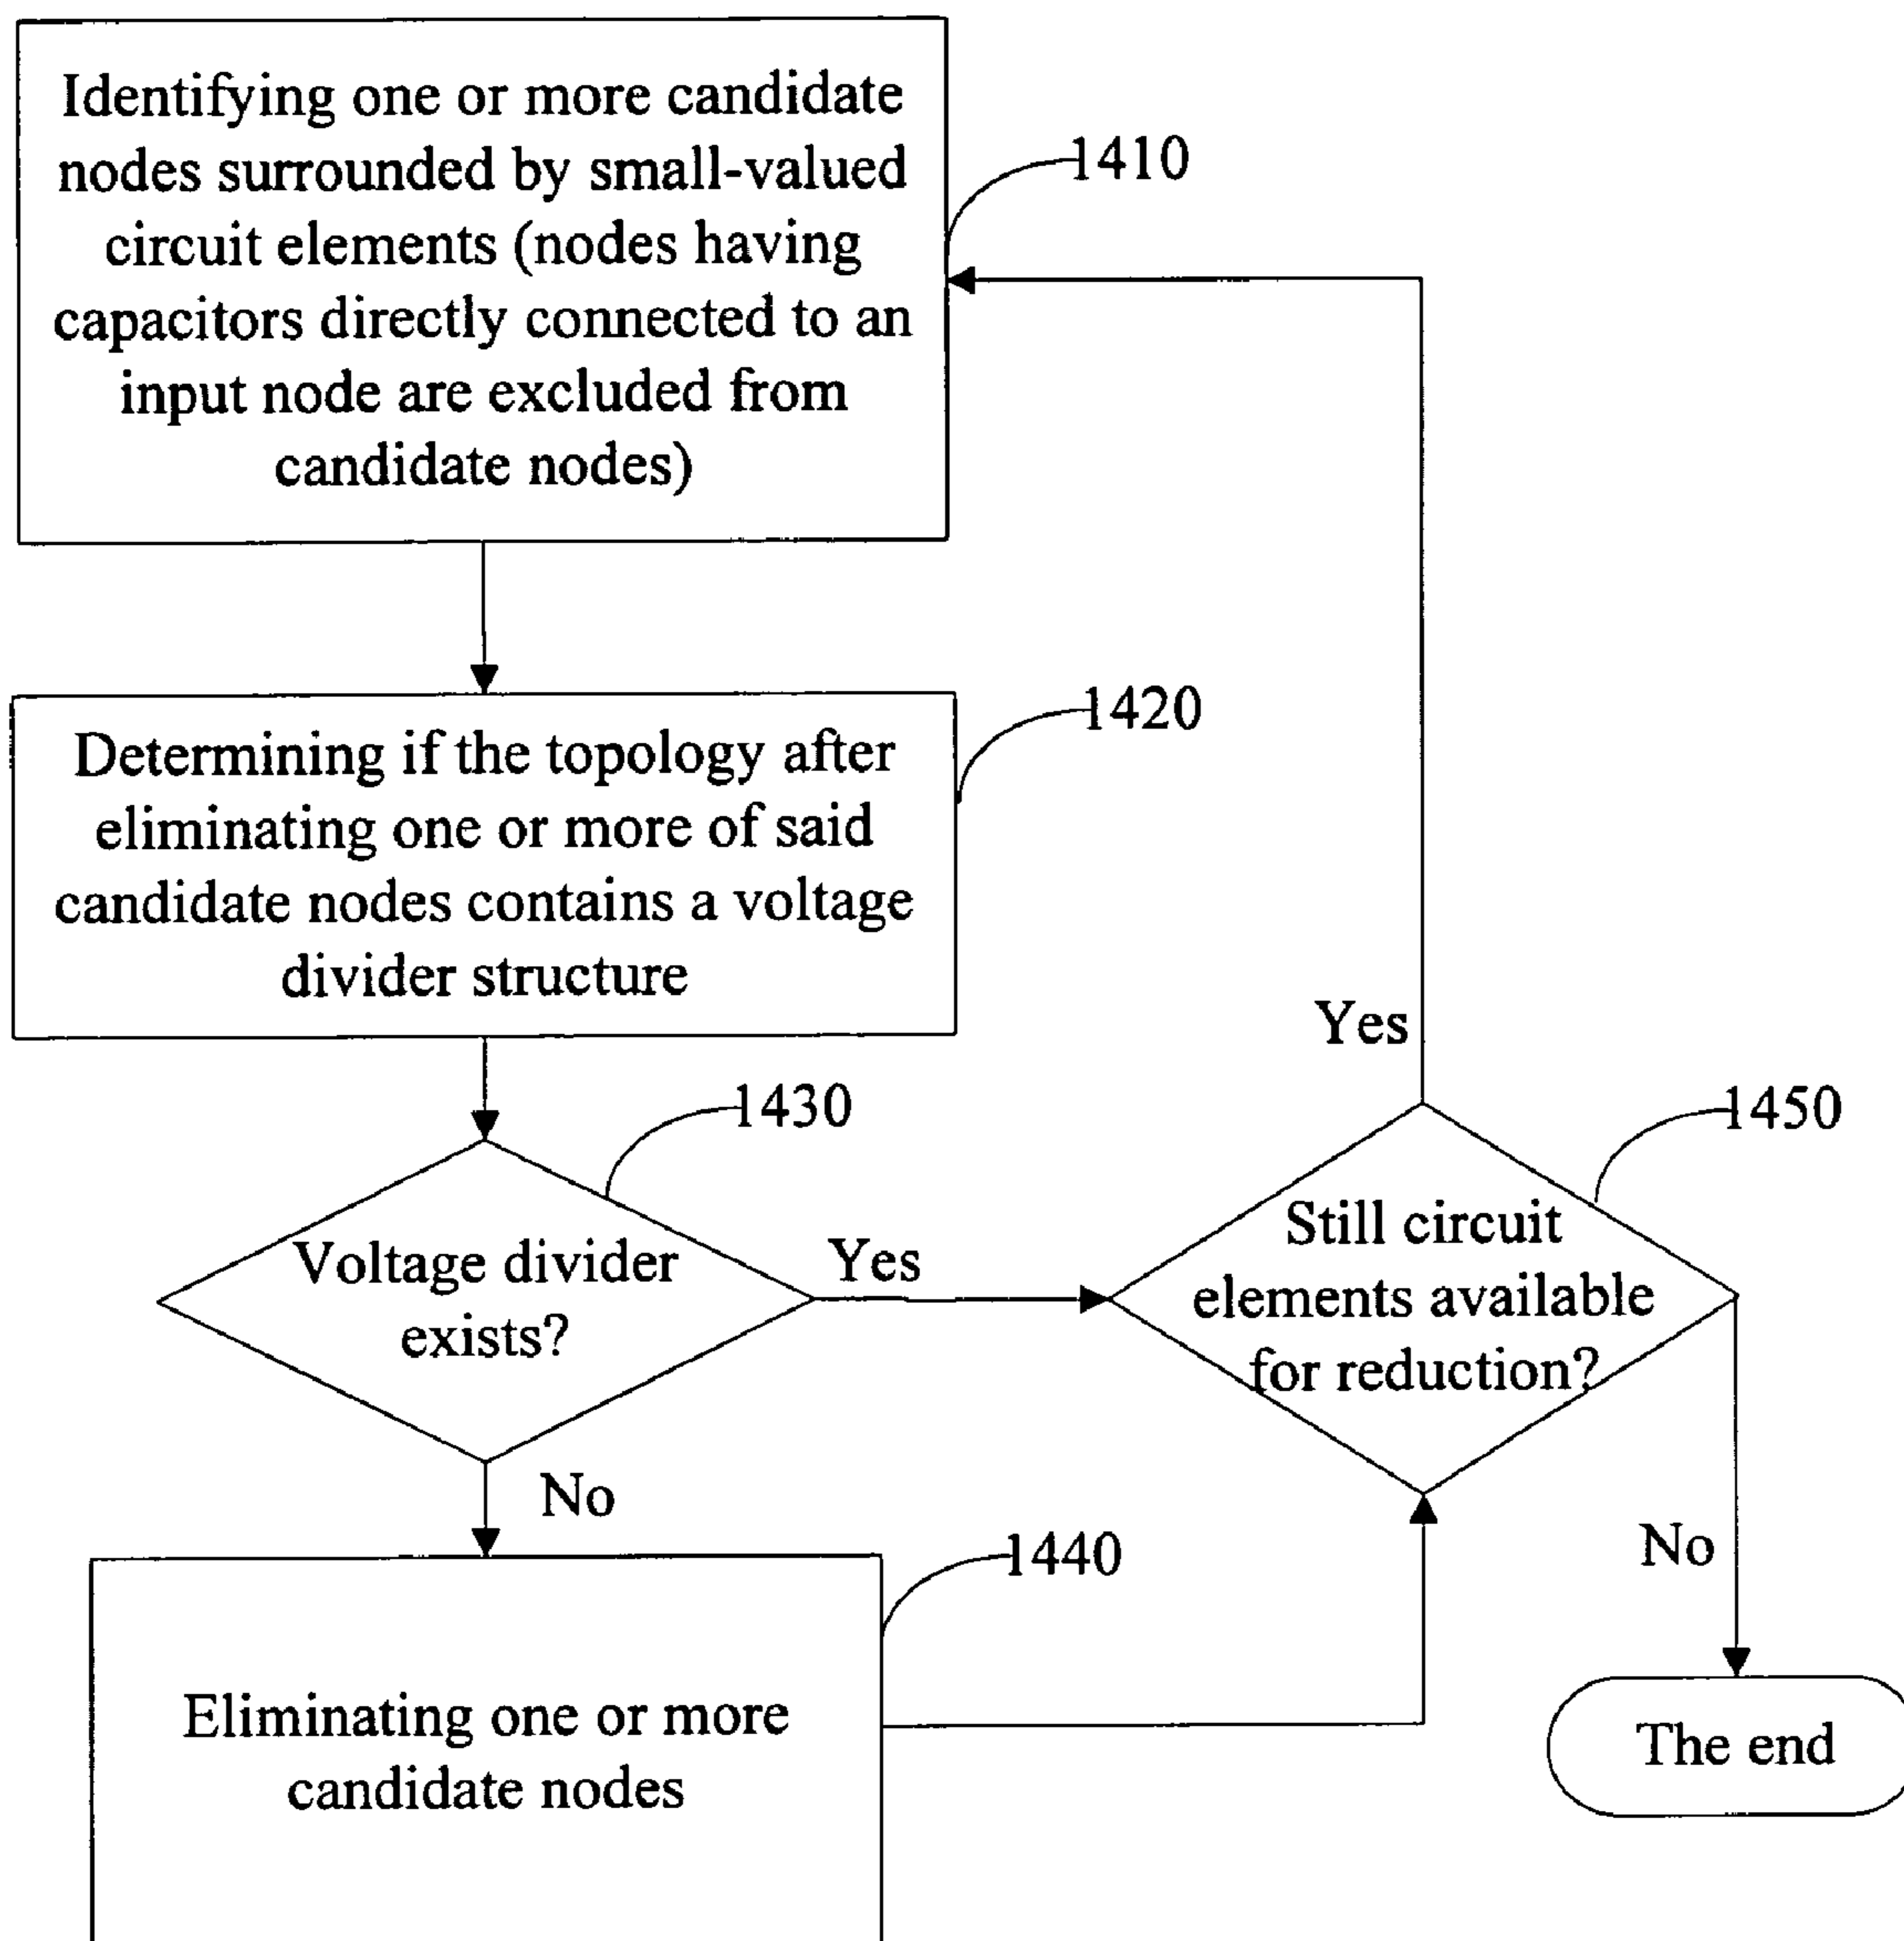 Identifying one or more candidate
nodes surrounded by small-valued
circuit elements (nodes having
capacitors directly connected to an
input node are excluded from
candidate nodes)
1410
Determining if the topology after
eliminating one or more of said
candidate nodes contains a voltage
divider structure
1420
Voltage divider
exists?
1430
Yes
No
Eliminating one or more
candidate nodes
1440
Still circuit
elements available
for reduction?
1450
Yes
No
The end